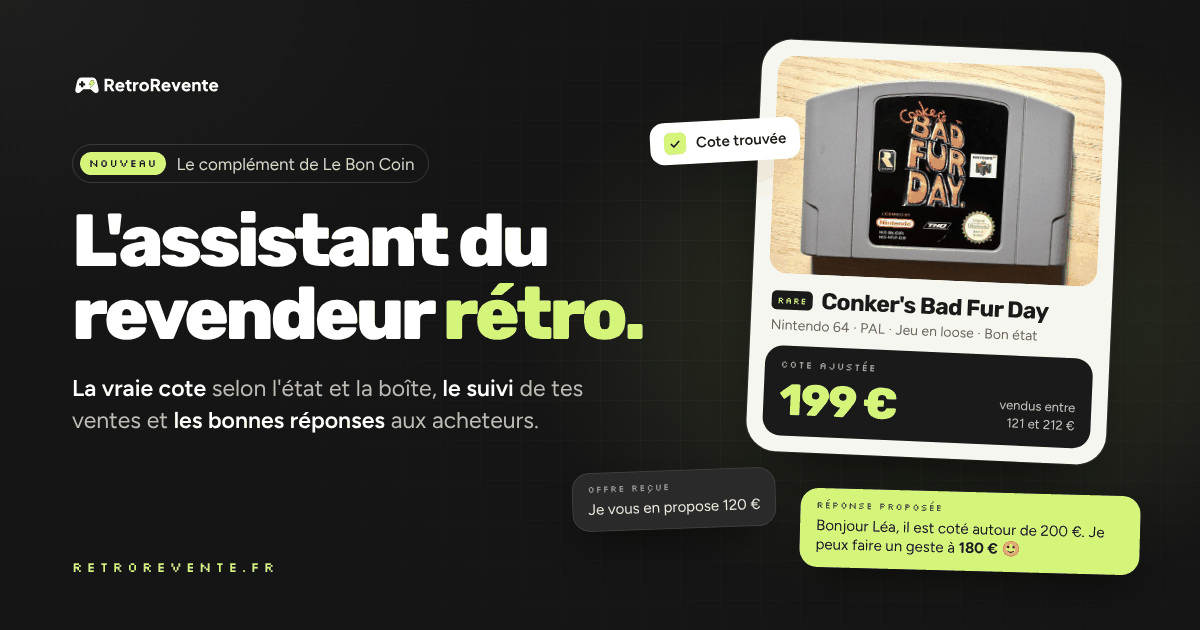 RetroRevente
NOUVEAU Le complément de Le Bon Coin
L'assistant du
revendeur rétro.
La vraie cote selon l'état et la boîte, le suivi de tes
ventes et les bonnes réponses aux acheteurs.
RETROREVENTE.FR
Cote trouvée
Conker's
BAD
FUR
DAY.
Nintendo
THQ
RARE Conker's Bad Fur Day
Nintendo 64 · PAL · Jeu en loose · Bon état
COTE AJUSTÉE
199 €
vendus entre
121 et 212 €
OFFRE REÇUE
Je vous en propose 120 €
RÉPONSE PROPOSÉE
Bonjour Léa, il est coté autour de 200 €. Je
peux faire un geste à 180 € 🙂